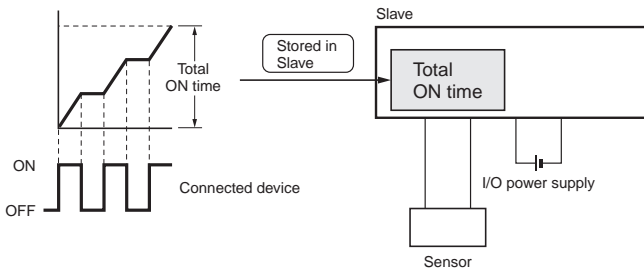 Slave
Stored in
Slave
Total
ON time
Total
ON time
ON
OFF
Connected device
I/O power supply
Sensor